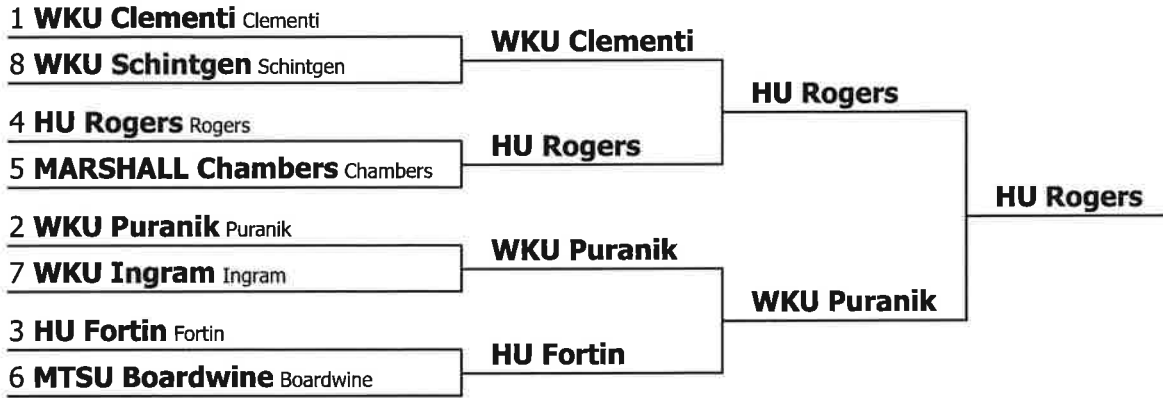 1 WKU Clementi Clementi
8 WKU Schintgen Schintgen
4 HU Rogers Rogers
5 MARSHALL Chambers Chambers
2 WKU Puranik Puranik
7 WKU Ingram Ingram
3 HU Fortin Fortin
6 MTSU Boardwine Boardwine
WKU Clementi
HU Rogers
WKU Puranik
HU Fortin
HU Rogers
WKU Puranik
HU Rogers